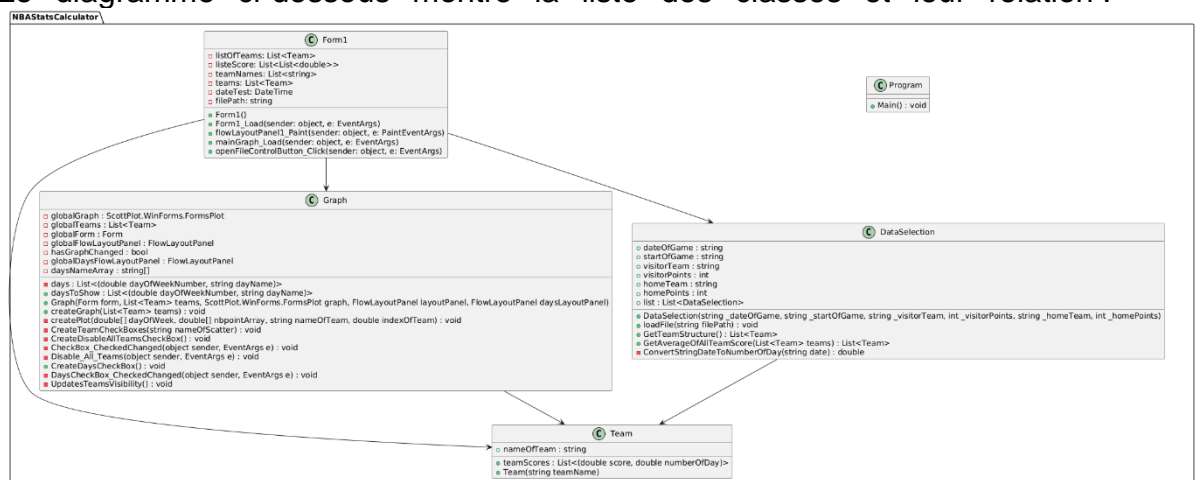 Le diagramme ci-dessous montre la liste des classes et leur relation :
NBAStatsCalculator
C Form1
listOfTeams: List<Team>
listeScore: List<List<double>>
teamNames: List<string>
teams: List<Team>
dateTest: DateTime
filePath: string
Form1()
Form1_Load(sender: object, e: EventArgs)
flowLayoutPanel1_Paint(sender: object, e: PaintEventArgs)
mainGraph_Load(sender: object, e: EventArgs)
openFileControlButton_Click(sender: object, e: EventArgs)
C Program
Main() : void
C Graph
globalGraph : ScottPlot.WinForms.FormsPlot
globalTeams : List<Team>
globalForm : Form
globalFlowLayoutPanel : FlowLayoutPanel
hasGraphChanged : bool
globalDaysFlowLayoutPanel : FlowLayoutPanel
daysNameArray : string[]
days : List<(double dayOfWeekNumber, string dayName)>
daysToShow : List<(double dayOfWeekNumber, string dayName)>
Graph(Form form, List<Team> teams, ScottPlot.WinForms.FormsPlot graph, FlowLayoutPanel layoutPanel, FlowLayoutPanel daysLayoutPanel)
createGraph(List<Team> teams) : void
createPlot(double[] dayOfWeek, double[] nbpointArray, string nameOfTeam, double indexOfTeam) : void
CreateTeamCheckBoxes(string nameOfScatter) : void
CreateDisableAllTeamsCheckBox() : void
CheckBox_CheckedChanged(object sender, EventArgs e) : void
Disable_All_Teams(object sender, EventArgs e) : void
CreateDaysCheckBox() : void
DaysCheckBox_CheckedChanged(object sender, EventArgs e) : void
UpdatesTeamsVisibility() : void
C DataSelection
dateOfGame : string
startOfGame : string
visitorTeam : string
visitorPoints : int
homeTeam : string
homePoints : int
list : List<DataSelection>
DataSelection(string _dateOfGame, string _startOfGame, string _visitorTeam, int _visitorPoints, string _homeTeam, int _homePoints)
loadFile(string filePath) : void
GetTeamStructure() : List<Team>
GetAverageOfAllTeamScore(List<Team> teams) : List<Team>
ConvertStringDateToNumberOfDay(string date) : double
C Team
nameOfTeam : string
teamScores : List<(double score, double numberOfDay)>
Team(string teamName)